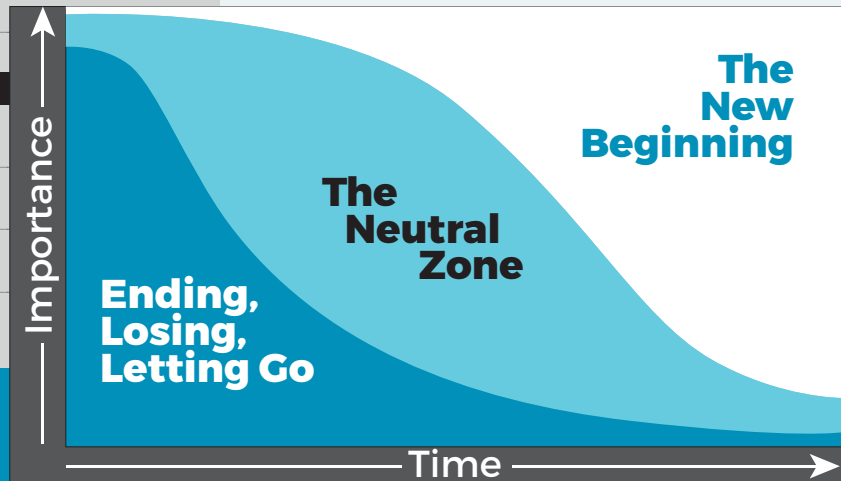 The
New
Beginning
The
Neutral
Zone
Ending,
Losing,
Letting Go
Importance
Time